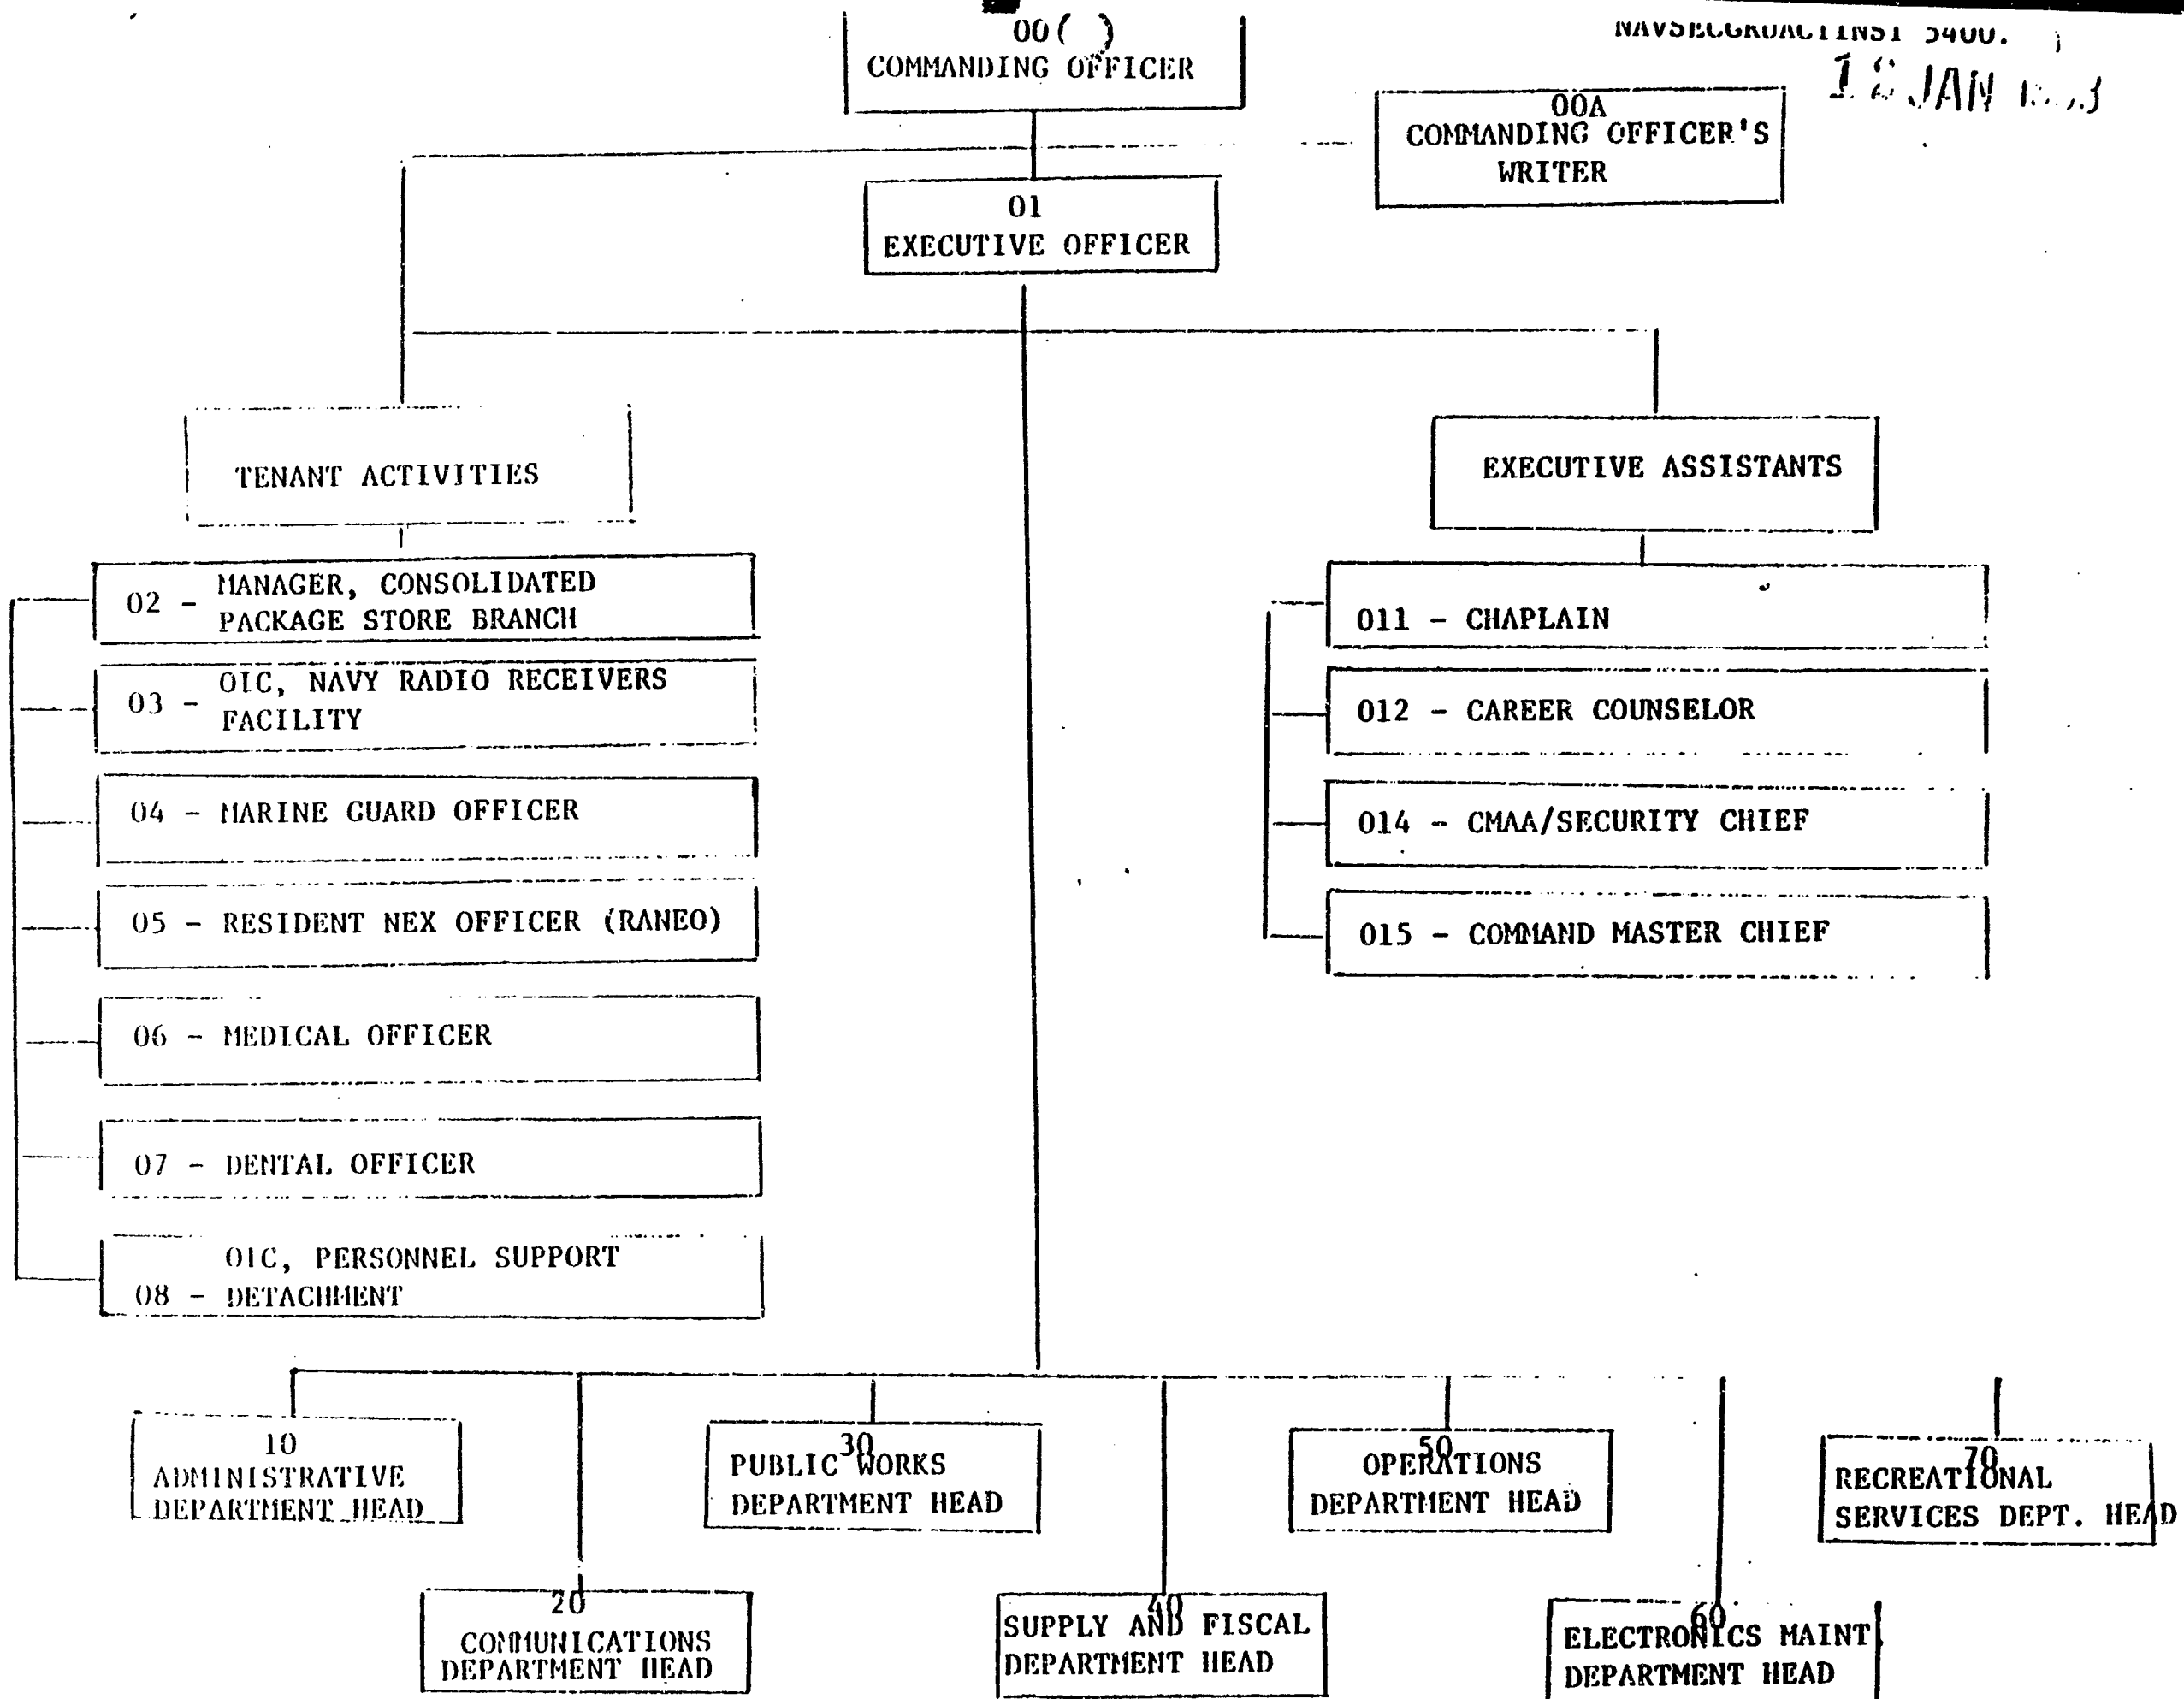 NAVSECGRUACTINST 5400.
JAN
00 ( )
COMMANDING OFFICER
00A
COMMANDING OFFICER'S
WRITER
01
EXECUTIVE OFFICER
TENANT ACTIVITIES
EXECUTIVE ASSISTANTS
02 - MANAGER, CONSOLIDATED
PACKAGE STORE BRANCH
03 - OIC, NAVY RADIO RECEIVERS
FACILITY
04 - MARINE GUARD OFFICER
05 - RESIDENT NEX OFFICER (RANEO)
06 - MEDICAL OFFICER
07 - DENTAL OFFICER
OIC, PERSONNEL SUPPORT
08 - DETACHMENT
011 - CHAPLAIN
012 - CAREER COUNSELOR
014 - CMAA/SECURITY CHIEF
015 - COMMAND MASTER CHIEF
10
ADMINISTRATIVE
DEPARTMENT HEAD
20
COMMUNICATIONS
DEPARTMENT HEAD
30
PUBLIC WORKS
DEPARTMENT HEAD
40
SUPPLY AND FISCAL
DEPARTMENT HEAD
50
OPERATIONS
DEPARTMENT HEAD
60
ELECTRONICS MAINT
DEPARTMENT HEAD
70
RECREATIONAL
SERVICES DEPT. HEAD